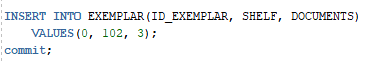 INSERT INTO EXEMPLAR(ID_EXEMPLAR, SHELF, DOCUMENTS)
    VALUES(0, 102, 3);
commit;